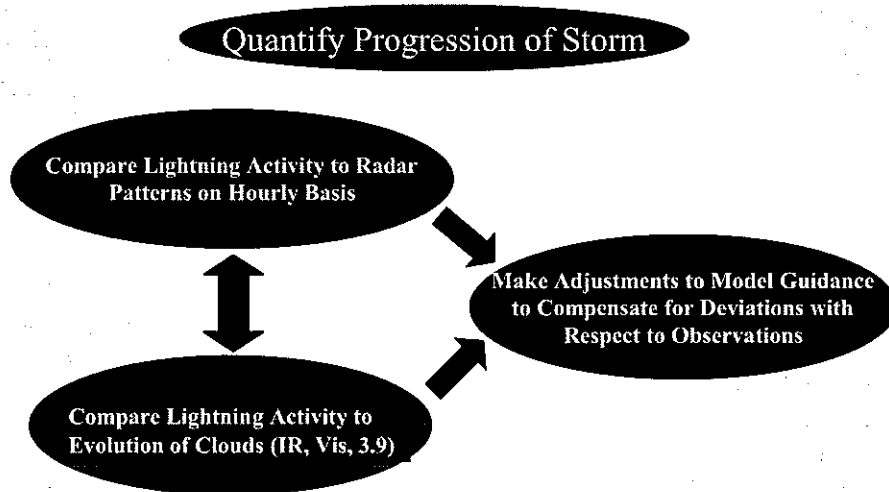 Quantify Progression of Storm
Compare Lightning Activity to Radar
Patterns on Hourly Basis
Make Adjustments to Model Guidance
to Compensate for Deviations with
Respect to Observations
Compare Lightning Activity to
Evolution of Clouds (IR, Vis, 3.9)